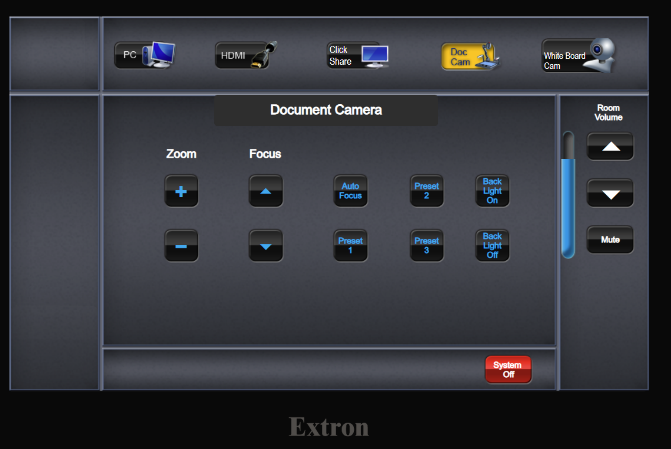 PC
HDMI
Click
Share
Doc
Cam
White Board
Cam
Document Camera
Room
Volume
Zoom
Focus
+
Auto
Focus
Preset
2
Back
Light
On
−
Preset
1
Preset
3
Back
Light
Off
Mute
System
Off
Extron